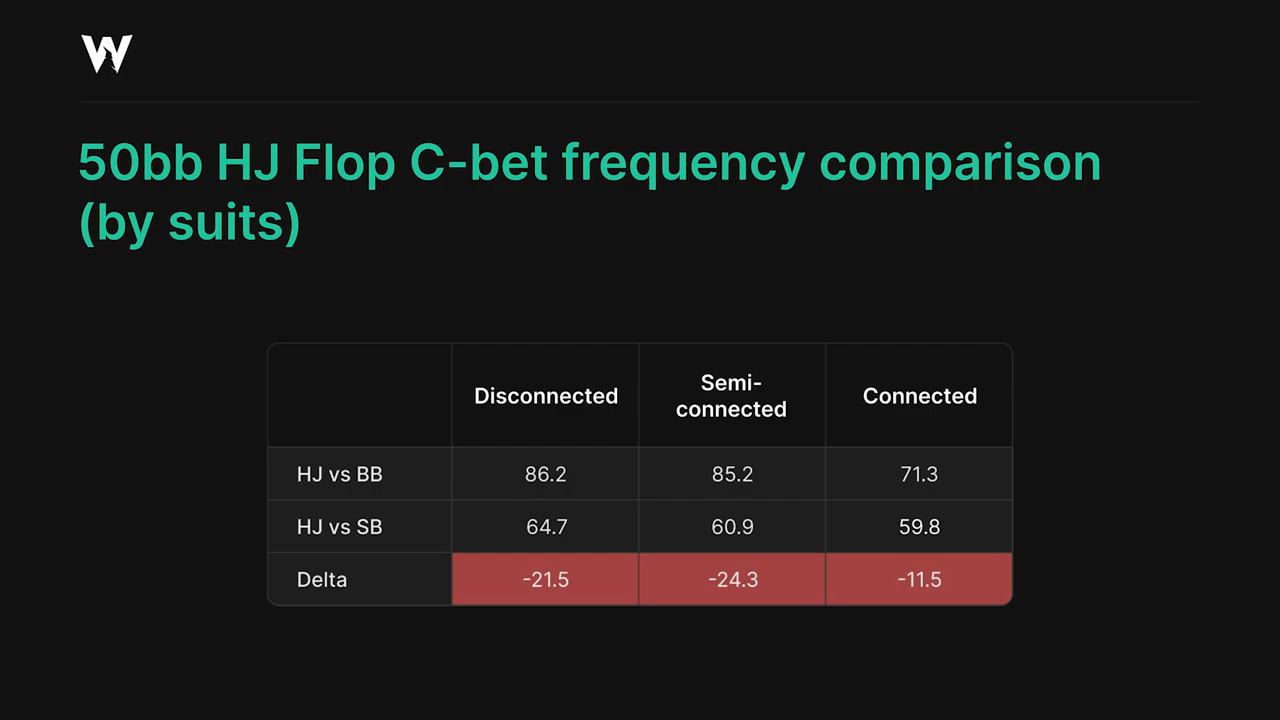 W
50bb HJ Flop C-bet frequency comparison
(by suits)
Disconnected
Semi-
connected
Connected
HJ vs BB 86.2 85.2 71.3
HJ vs SB 64.7 60.9 59.8
Delta -21.5 -24.3 -11.5